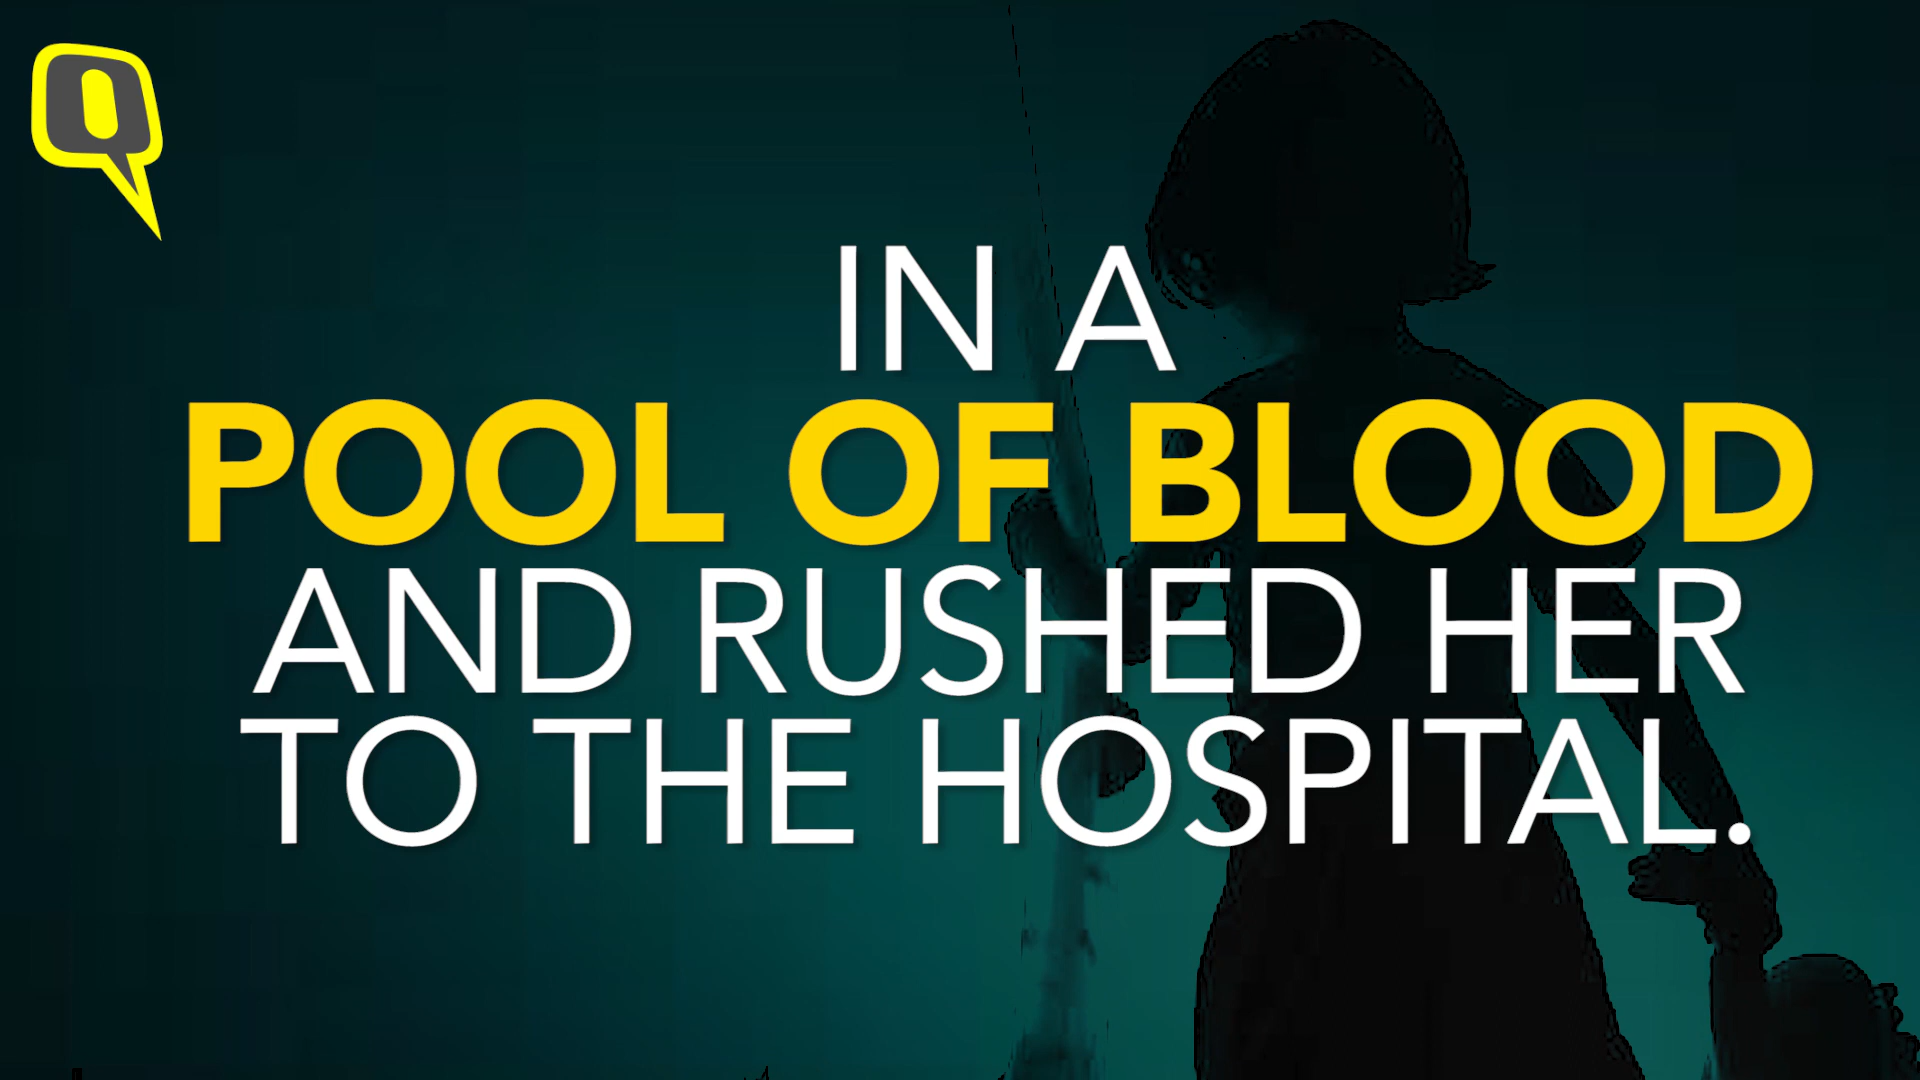 IN A
POOL OF BLOOD
AND RUSHED HER
TO THE HOSPITAL.